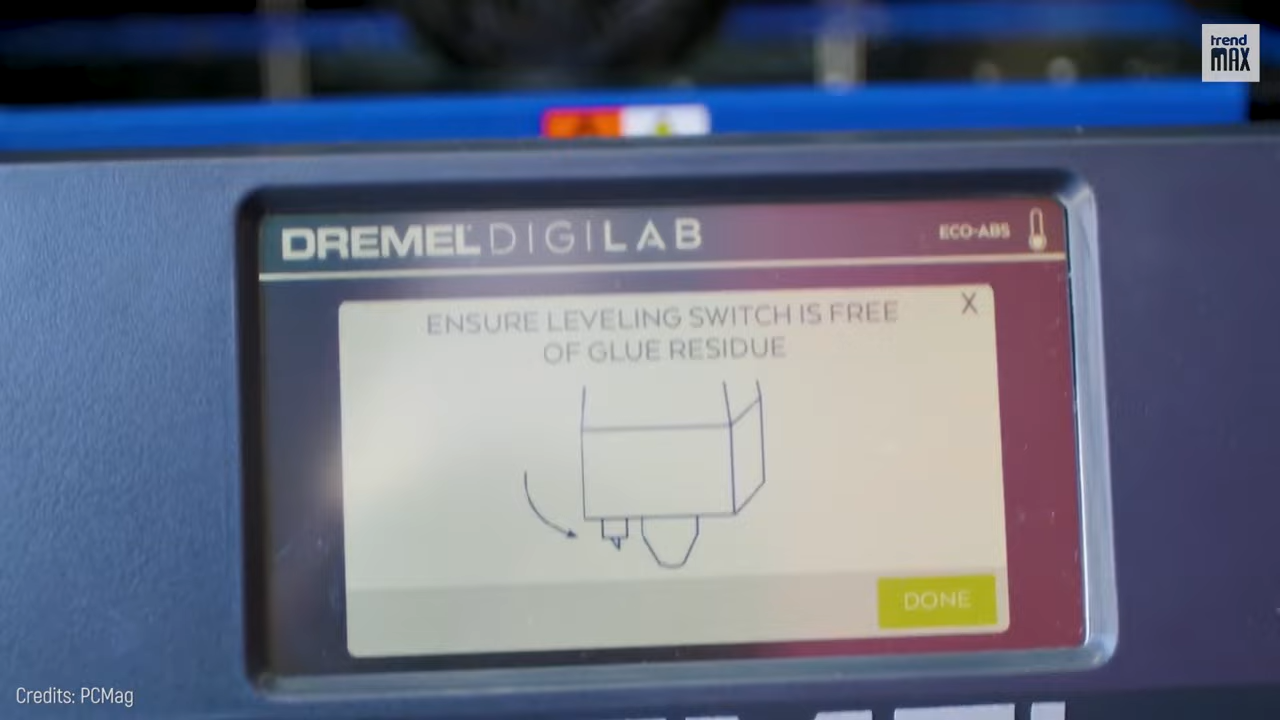 trend
MAX
DREMEL DIGILAB
ECO-ABS
ENSURE LEVELING SWITCH IS FREE
OF GLUE RESIDUE
X
DONE
Credits: PCMag